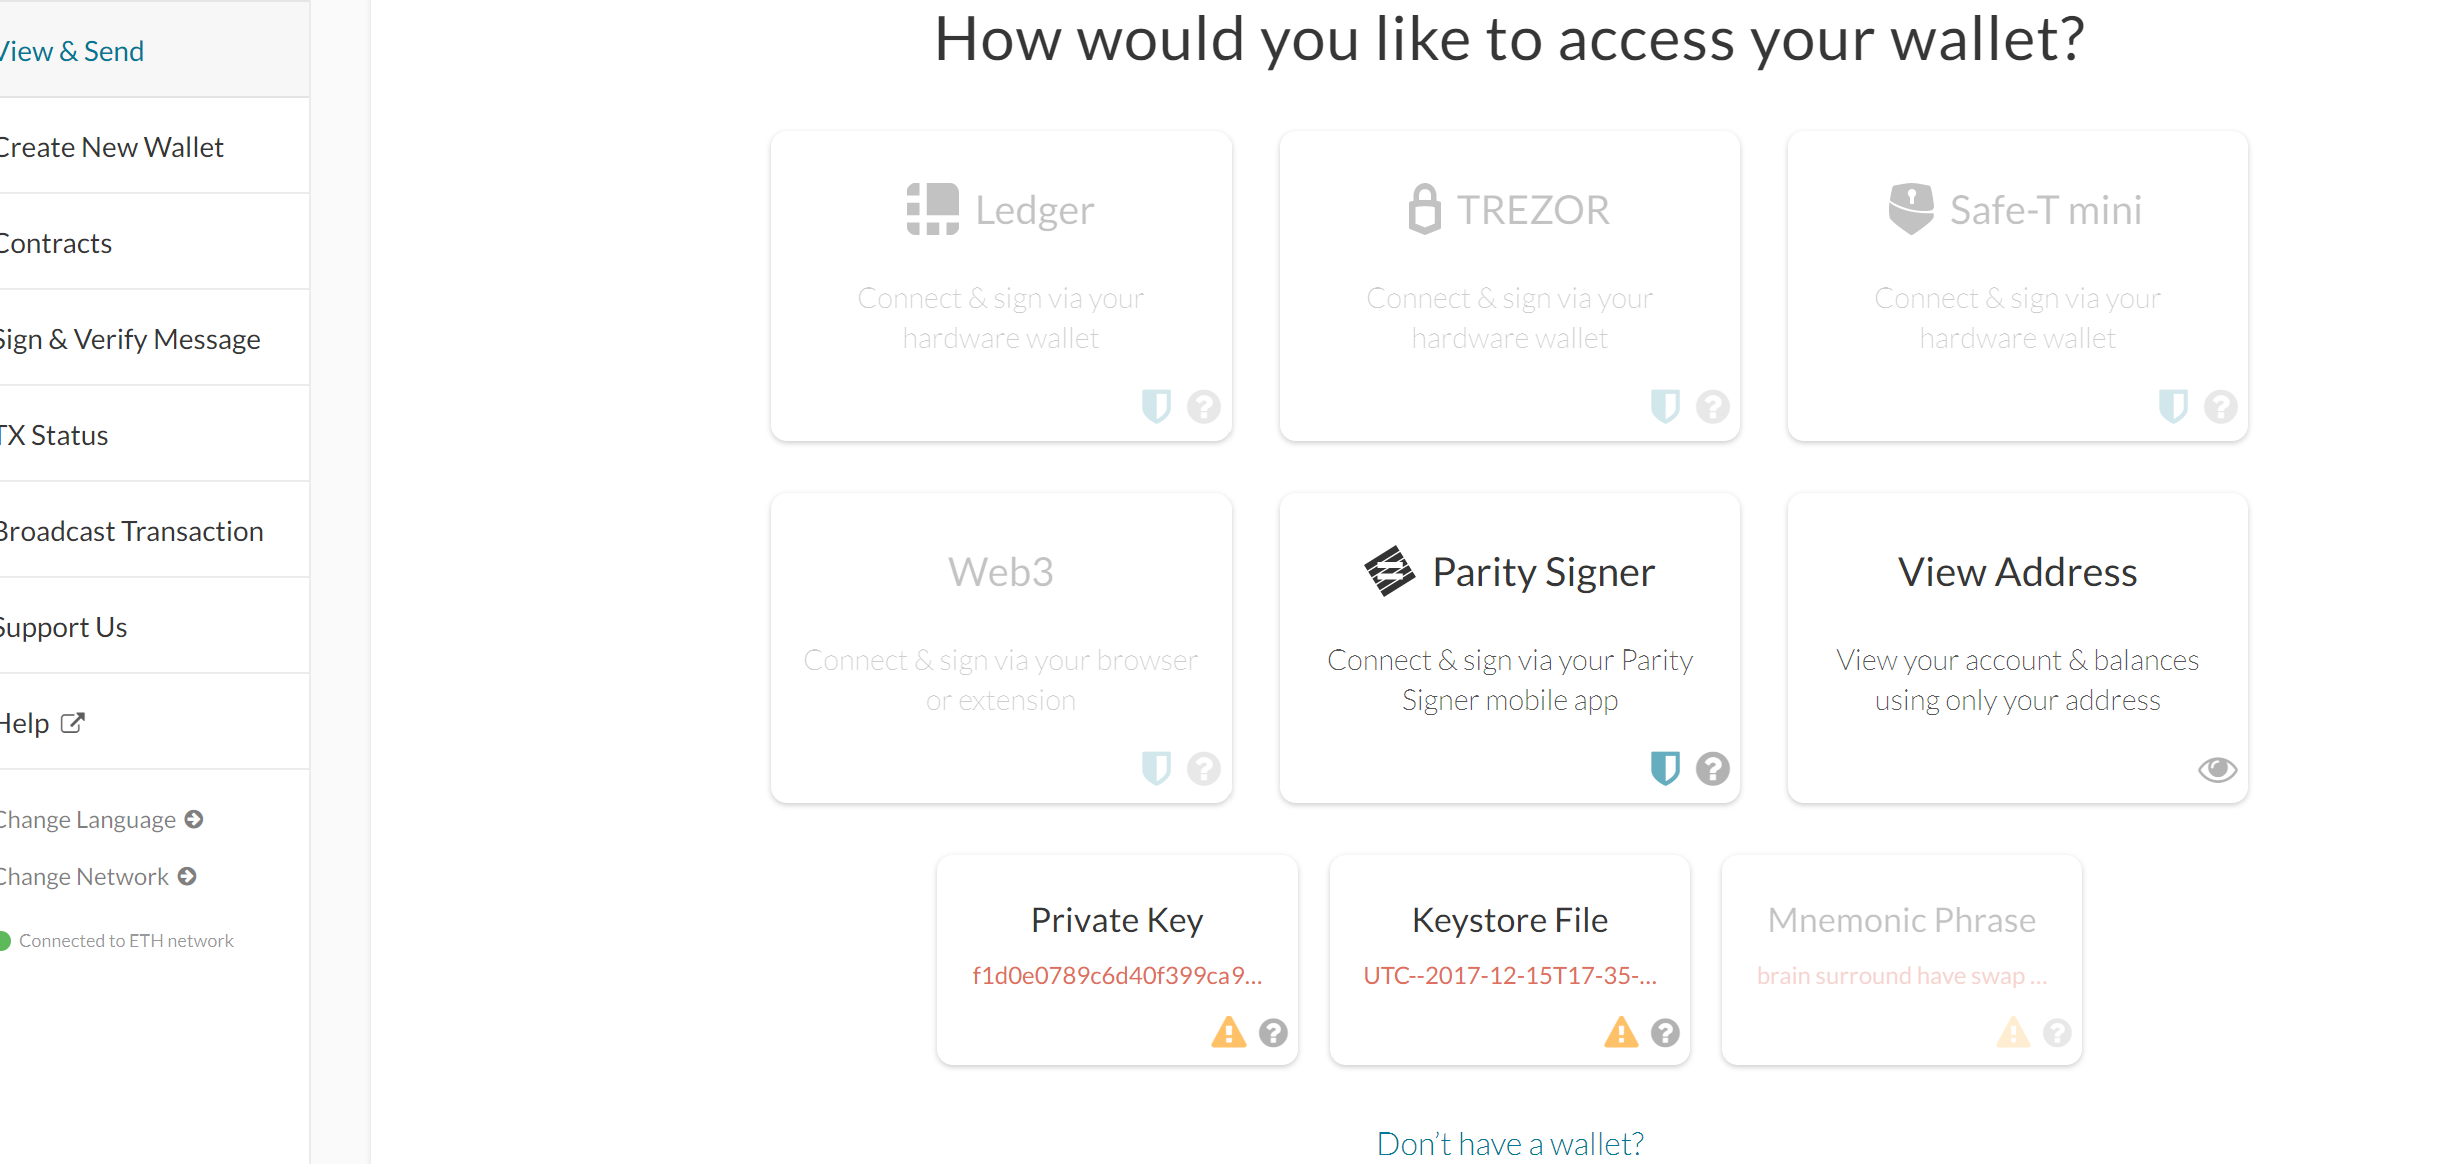 View & Send
Create New Wallet
Contracts
Sign & Verify Message
TX Status
Broadcast Transaction
Support Us
Help
Change Language
Change Network
Connected to ETH network
How would you like to access your wallet?
Ledger
Connect & sign via your
hardware wallet
TREZOR
Connect & sign via your
hardware wallet
Safe-T mini
Connect & sign via your
hardware wallet
Web3
Connect & sign via your browser
or extension
Parity Signer
Connect & sign via your Parity
Signer mobile app
View Address
View your account & balances
using only your address
Private Key
f1d0e0789c6d40f399ca9...
Keystore File
UTC--2017-12-15T17-35-...
Mnemonic Phrase
brain surround have swap ...
Don't have a wallet?